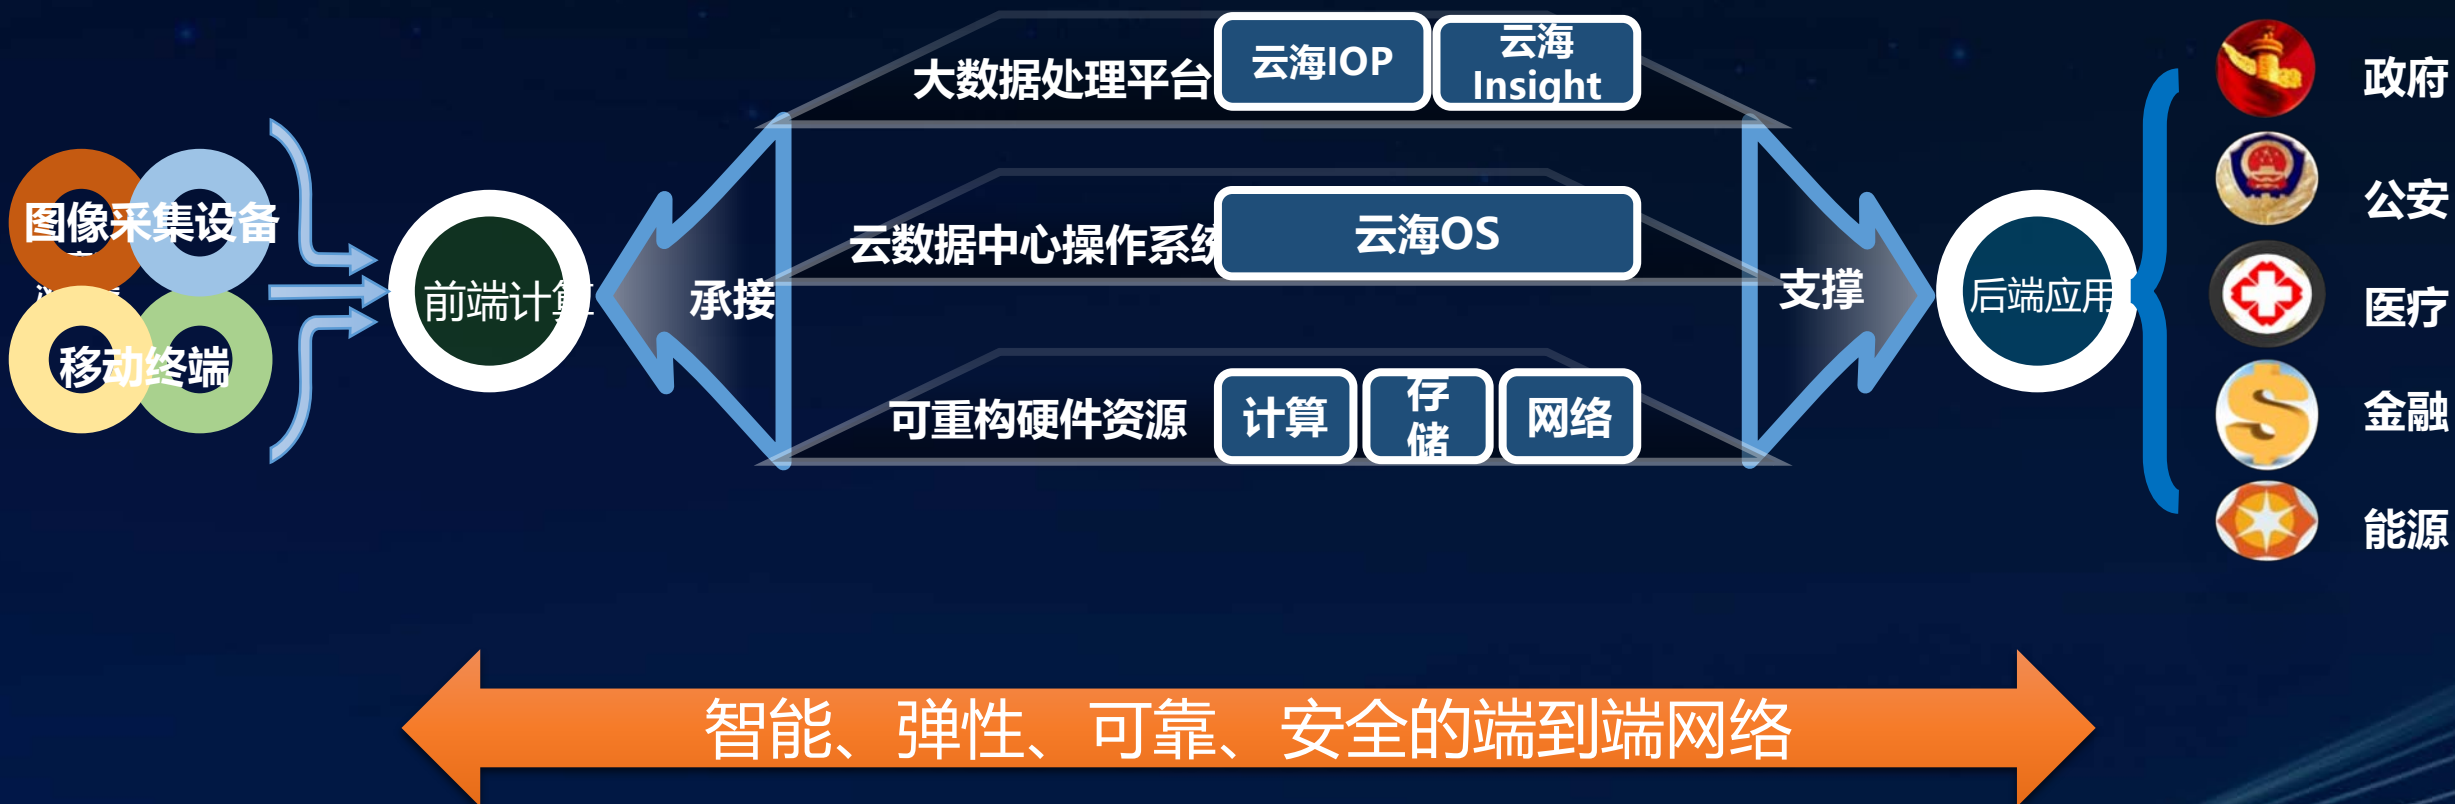 图像采集设备
移动终端
前端计算
承接
大数据处理平台
云海IOP
云海
Insight
云数据中心操作系统
云海OS
可重构硬件资源
计算
存
储
网络
支撑
后端应用
政府
公安
医疗
金融
能源
智能、弹性、可靠、安全的端到端网络